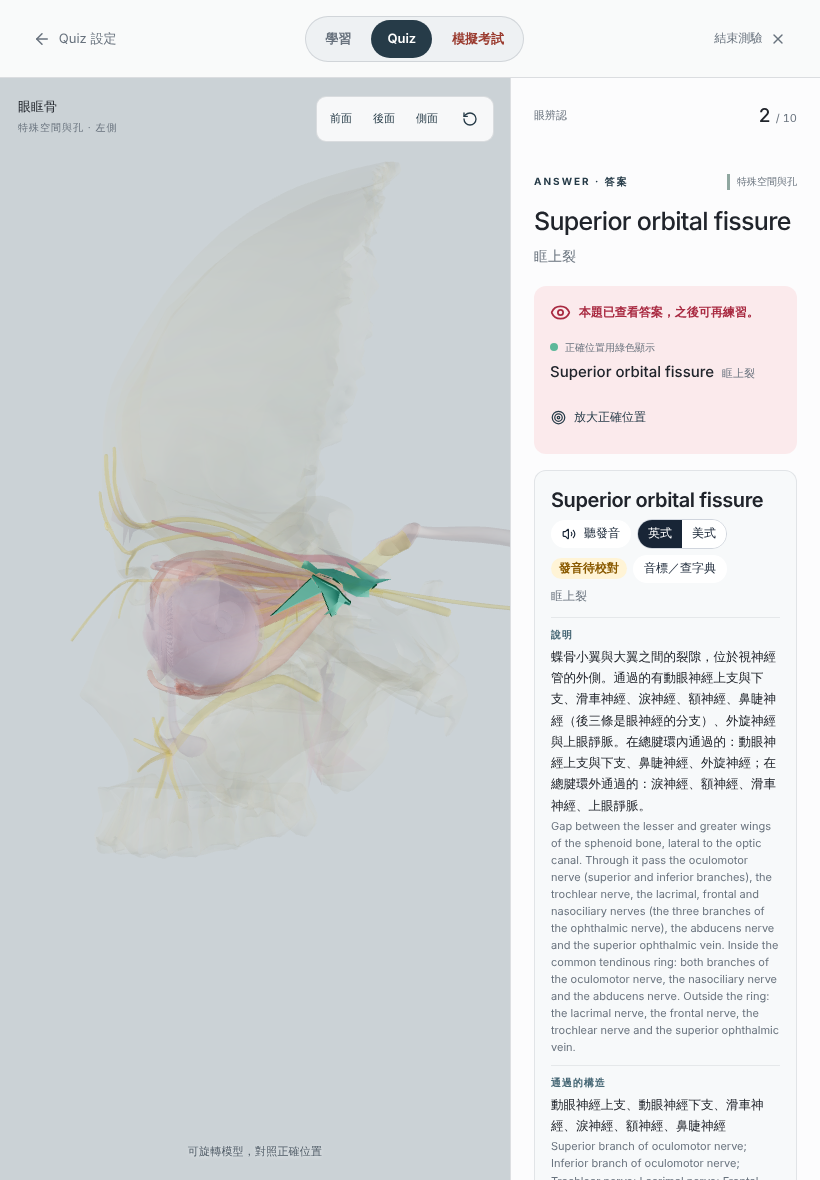 Quiz 設定
學習
Quiz
模擬考試
結束測驗
眼眶骨
特殊空間與孔 · 左側
前面
後面
側面
可旋轉模型，對照正確位置
眼辨認
2 / 10
ANSWER · 答案
特殊空間與孔
Superior orbital fissure
眶上裂
本題已查看答案，之後可再練習。
正確位置用綠色顯示
Superior orbital fissure 眶上裂
放大正確位置
Superior orbital fissure
聽發音
英式
美式
發音待校對
音標／查字典
眶上裂
說明
蝶骨小翼與大翼之間的裂隙，位於視神經
管的外側。通過的有動眼神經上支與下
支、滑車神經、淚神經、額神經、鼻睫神
經（後三條是眼神經的分支）、外旋神經
與上眼靜脈。在總腱環內通過的：動眼神
經上支與下支、鼻睫神經、外旋神經；在
總腱環外通過的：淚神經、額神經、滑車
神經、上眼靜脈。
Gap between the lesser and greater wings
of the sphenoid bone, lateral to the optic
canal. Through it pass the oculomotor
nerve (superior and inferior branches), the
trochlear nerve, the lacrimal, frontal and
nasociliary nerves (the three branches of
the ophthalmic nerve), the abducens nerve
and the superior ophthalmic vein. Inside the
common tendinous ring: both branches of
the oculomotor nerve, the nasociliary nerve
and the abducens nerve. Outside the ring:
the lacrimal nerve, the frontal nerve, the
trochlear nerve and the superior ophthalmic
vein.
通過的構造
動眼神經上支、動眼神經下支、滑車神
經、淚神經、額神經、鼻睫神經
Superior branch of oculomotor nerve;
Inferior branch of oculomotor nerve;
Trochlear nerve; Lacrimal nerve; Frontal